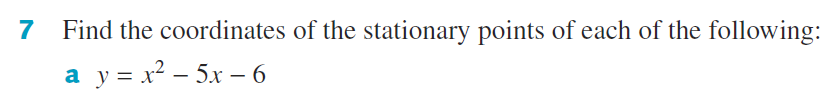 7 Find the coordinates of the stationary points of each of the following:
a y = x² – 5x – 6